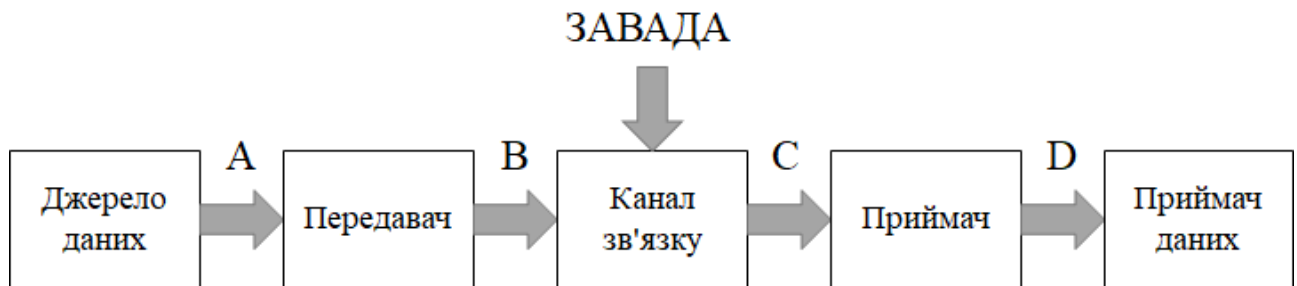 ЗАВАДА
A
B
C
D
Джерело
даних
Передавач
Канал
зв'язку
Приймач
Приймач
даних